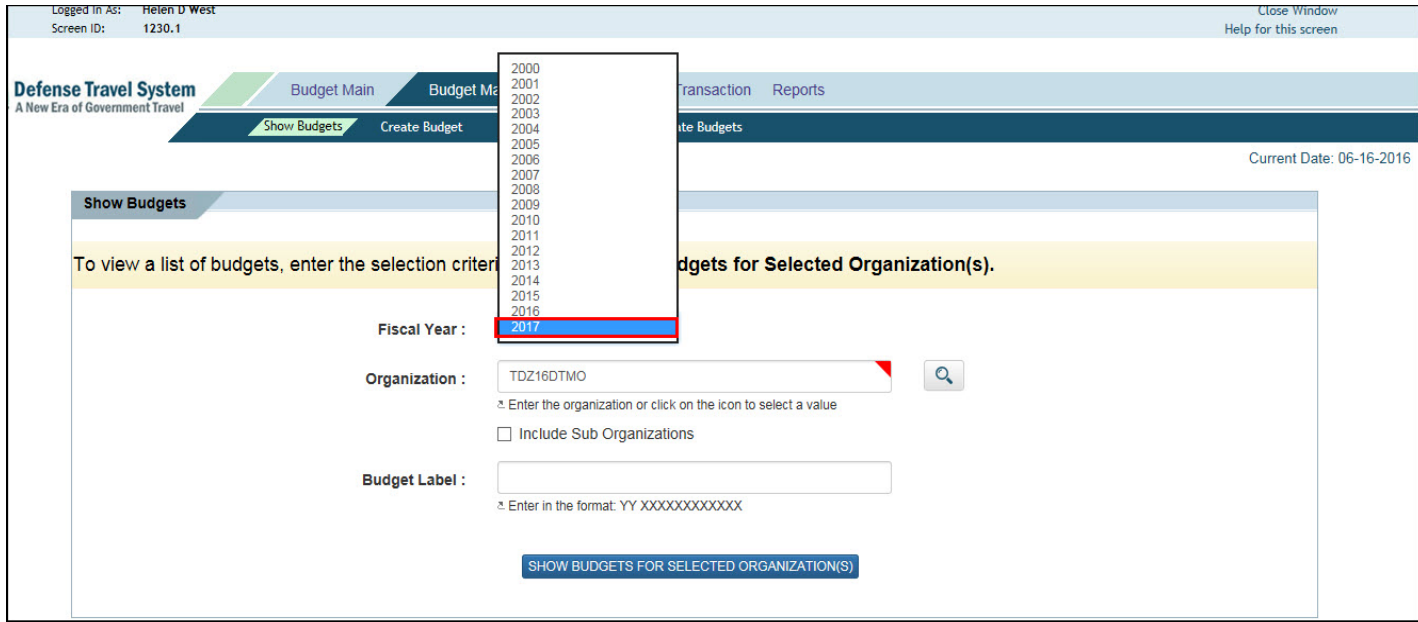 Logged In As: Helen D West
Close Window
Screen ID: 1230.1
Help for this screen
Defense Travel System
A New Era of Government Travel
Budget Main
Budget Ma
Transaction
Reports
Show Budgets
Create Budget
ate Budgets
Current Date: 06-16-2016
Show Budgets
To view a list of budgets, enter the selection criteri
dgets for Selected Organization(s).
2000
2001
2002
2003
2004
2005
2006
2007
2008
2009
2010
2011
2012
2013
2014
2015
2016
2017
Fiscal Year :
Organization : TDZ16DTMO
Enter the organization or click on the icon to select a value
Include Sub Organizations
Budget Label :
Enter in the format: YY XXXXXXXXXXXX
SHOW BUDGETS FOR SELECTED ORGANIZATION(S)